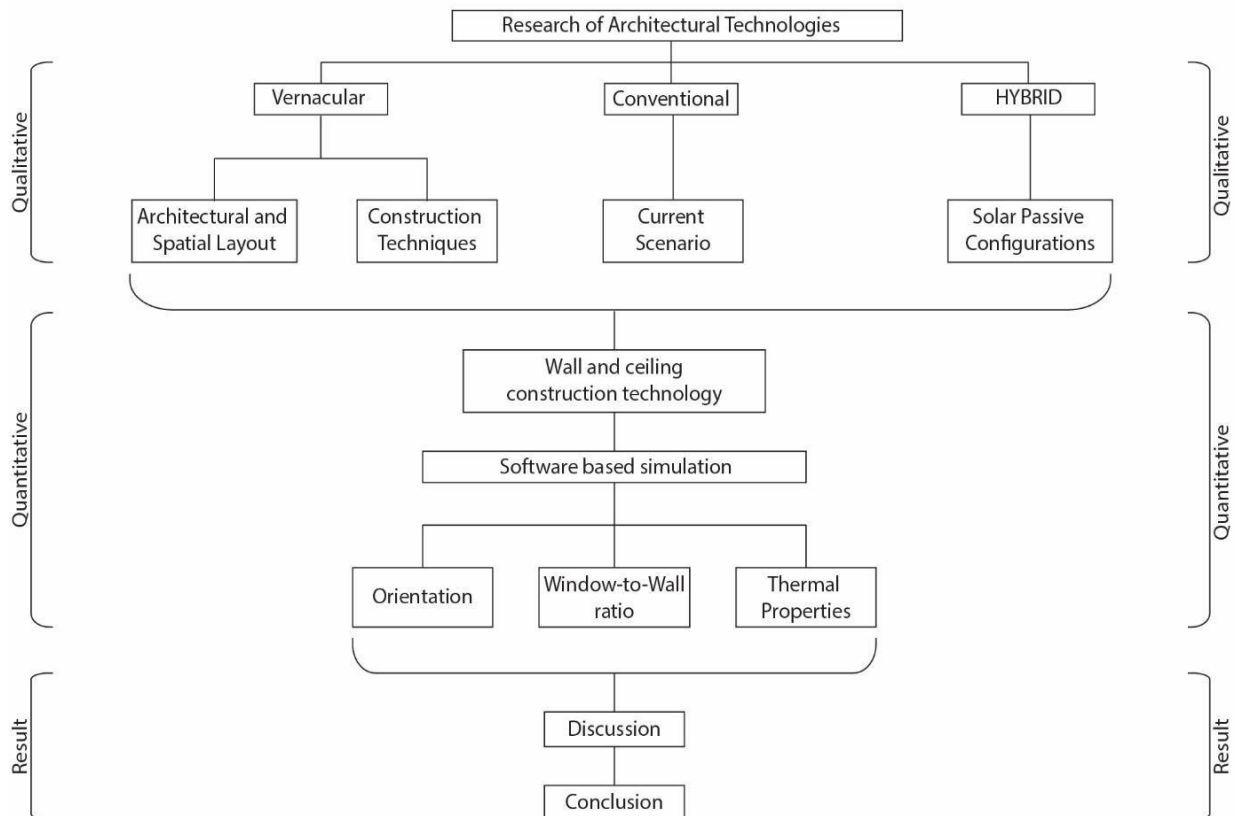 Research of Architectural Technologies
Qualitative
Vernacular
Conventional
HYBRID
Qualitative
Architectural and
Spatial Layout
Construction
Techniques
Current
Scenario
Solar Passive
Configurations
Quantitative
Wall and ceiling
construction technology
Software based simulation
Quantitative
Orientation
Window-to-Wall
ratio
Thermal
Properties
Result
Discussion
Conclusion
Result